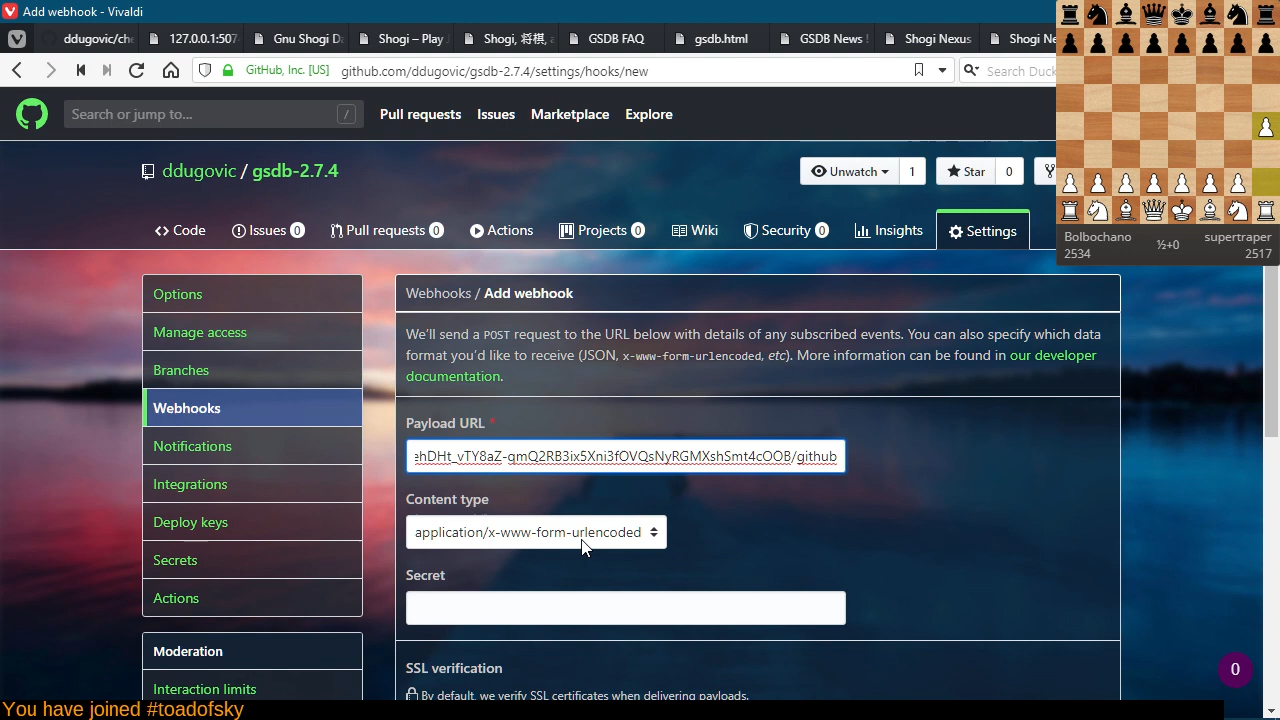 Add webhook - Vivaldi
ddugovic/che
127.0.0.1:507
Gnu Shogi D
Shogi – Play
Shogi, 将棋, a
GSDB FAQ
gsdb.html
GSDB News
Shogi Nexus
Shogi Ne
GitHub, Inc. [US]
github.com/ddugovic/gsdb-2.7.4/settings/hooks/new
Search Duck
Search or jump to...
/
Pull requests
Issues
Marketplace
Explore
ddugovic / gsdb-2.7.4
Unwatch 1
Star 0
Code
Issues 0
Pull requests 0
Actions
Projects 0
Wiki
Security 0
Insights
Settings
Bolbochano
2534
½+0
supertraper
2517
Options
Manage access
Branches
Webhooks
Notifications
Integrations
Deploy keys
Secrets
Actions
Moderation
Interaction limits
Webhooks / Add webhook
We'll send a POST request to the URL below with details of any subscribed events. You can also specify which data
format you'd like to receive (JSON, x-www-form-urlencoded, etc). More information can be found in our developer
documentation.
Payload URL *
ehDHt_vTY8aZ-qmQ2RB3ix5Xni3fOVQsNyRGMXshSmt4cOOB/github
Content type
application/x-www-form-urlencoded
Secret
SSL verification
By default, we verify SSL certificates when delivering payloads.
0
You have joined #toadofsky